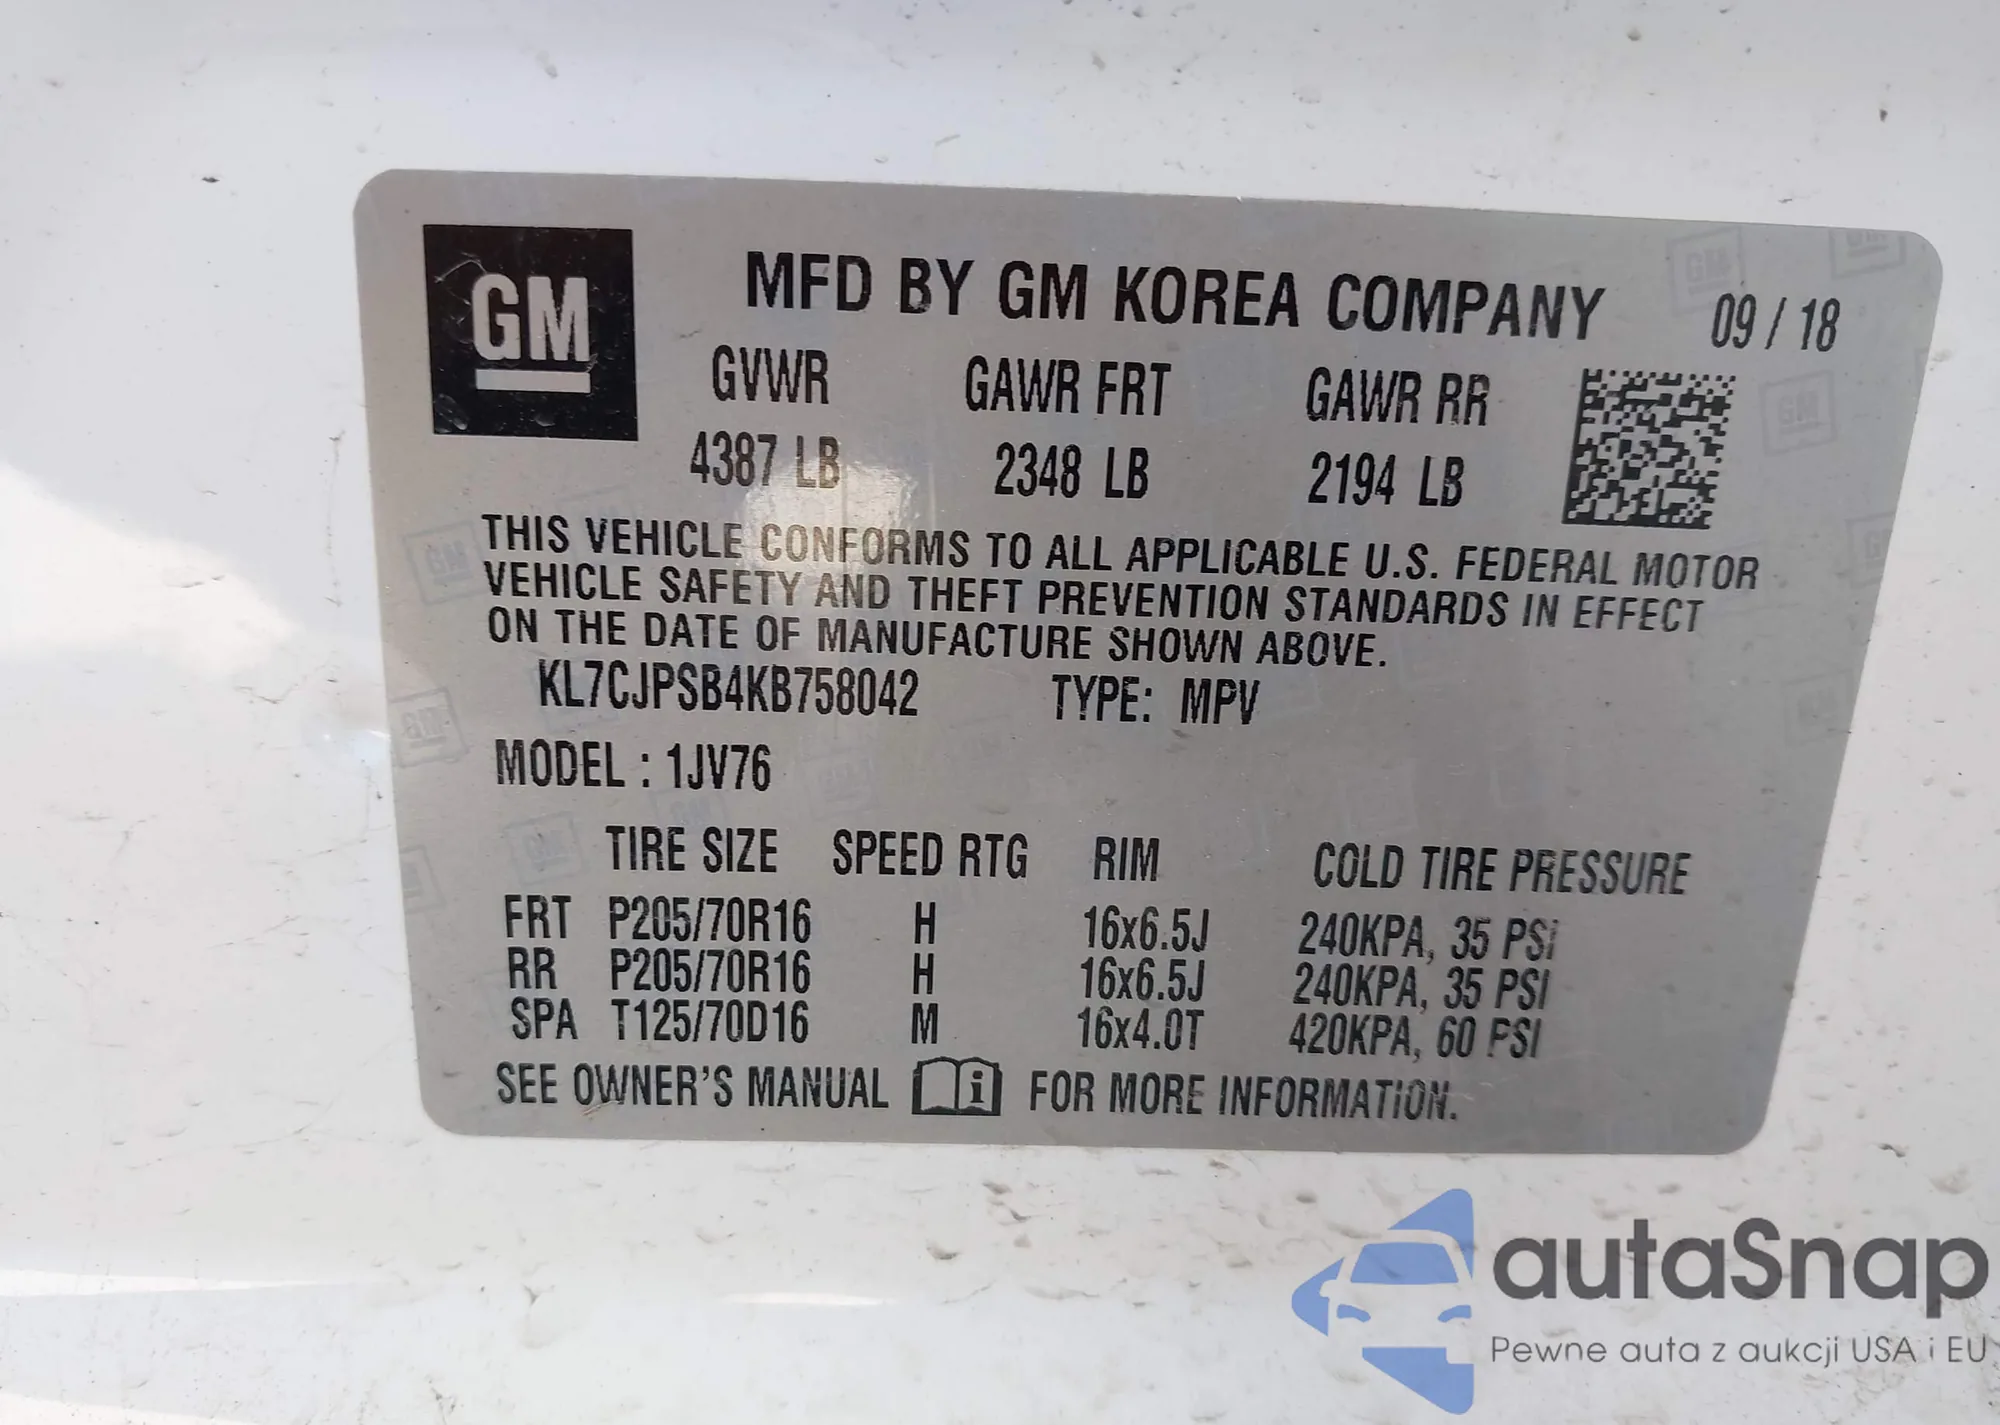 GM
MFD BY GM KOREA COMPANY 09 / 18
GVWR GAWR FRT GAWR RR
4387 LB 2348 LB 2194 LB
THIS VEHICLE CONFORMS TO ALL APPLICABLE U.S. FEDERAL MOTOR
VEHICLE SAFETY AND THEFT PREVENTION STANDARDS IN EFFECT
ON THE DATE OF MANUFACTURE SHOWN ABOVE.
KL7CJPSB4KB758042 TYPE: MPV
MODEL : 1JV76
TIRE SIZE SPEED RTG RIM COLD TIRE PRESSURE
FRT P205/70R16 H 16x6.5J 240KPA, 35 PSI
RR P205/70R16 H 16x6.5J 240KPA, 35 PSI
SPA T125/70D16 M 16x4.0T 420KPA, 60 PSI
SEE OWNER'S MANUAL i FOR MORE INFORMATION.
autaSnap
Pewne auta z aukcji USA i EU